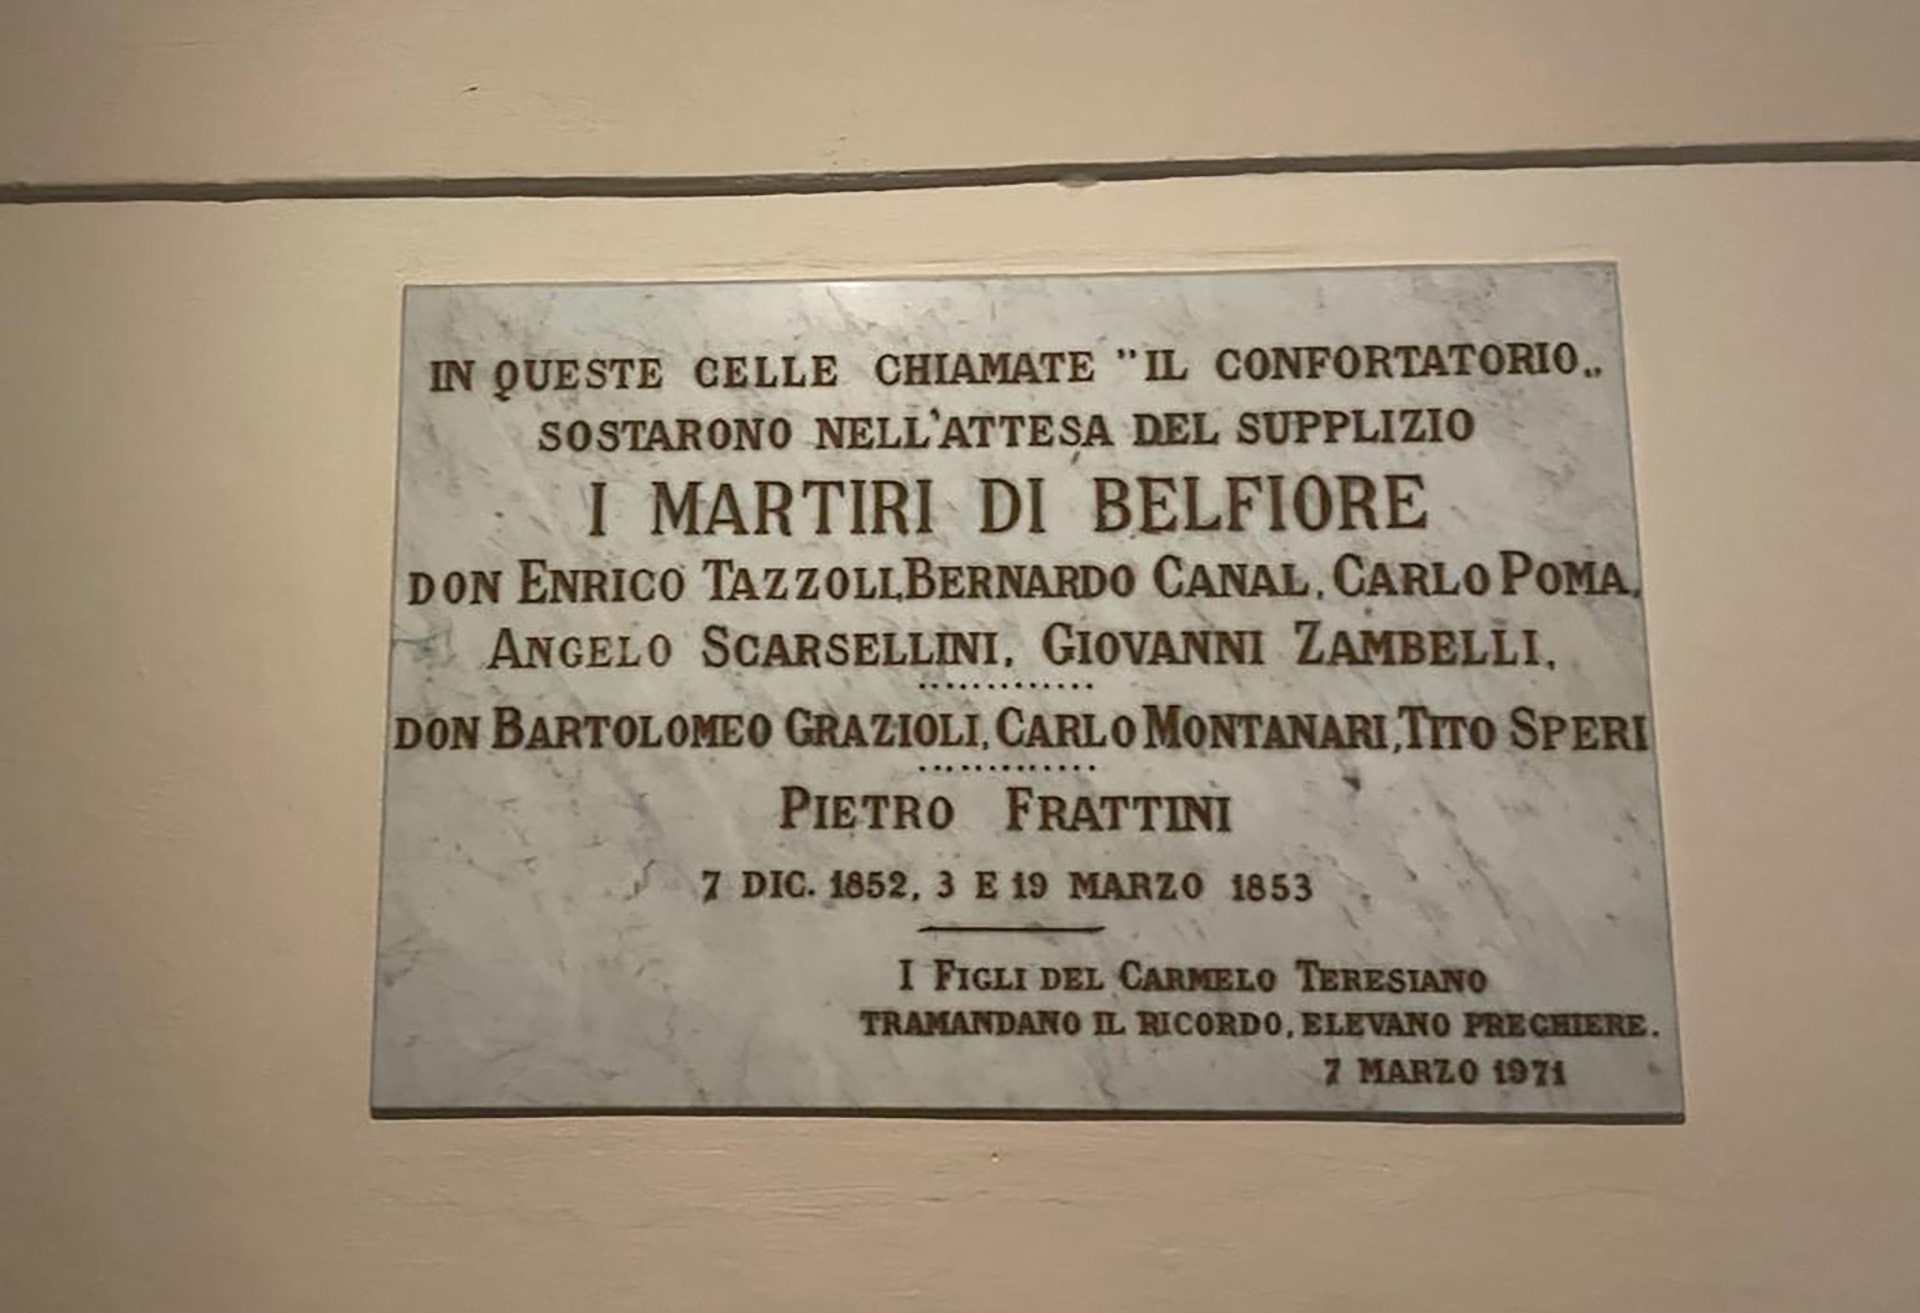 IN QUESTE CELLE CHIAMATE "IL CONFORTATORIO„
SOSTARONO NELL'ATTESA DEL SUPPLIZIO
I MARTIRI DI BELFIORE
DON ENRICO TAZZOLI, BERNARDO CANAL, CARLO POMA,
ANGELO SCARSELLINI, GIOVANNI ZAMBELLI,
.............
DON BARTOLOMEO GRAZIOLI, CARLO MONTANARI, TITO SPERI
.............
PIETRO FRATTINI
7 DIC. 1852, 3 E 19 MARZO 1853
I FIGLI DEL CARMELO TERESIANO
TRAMANDANO IL RICORDO, ELEVANO PREGHIERE.
7 MARZO 1971